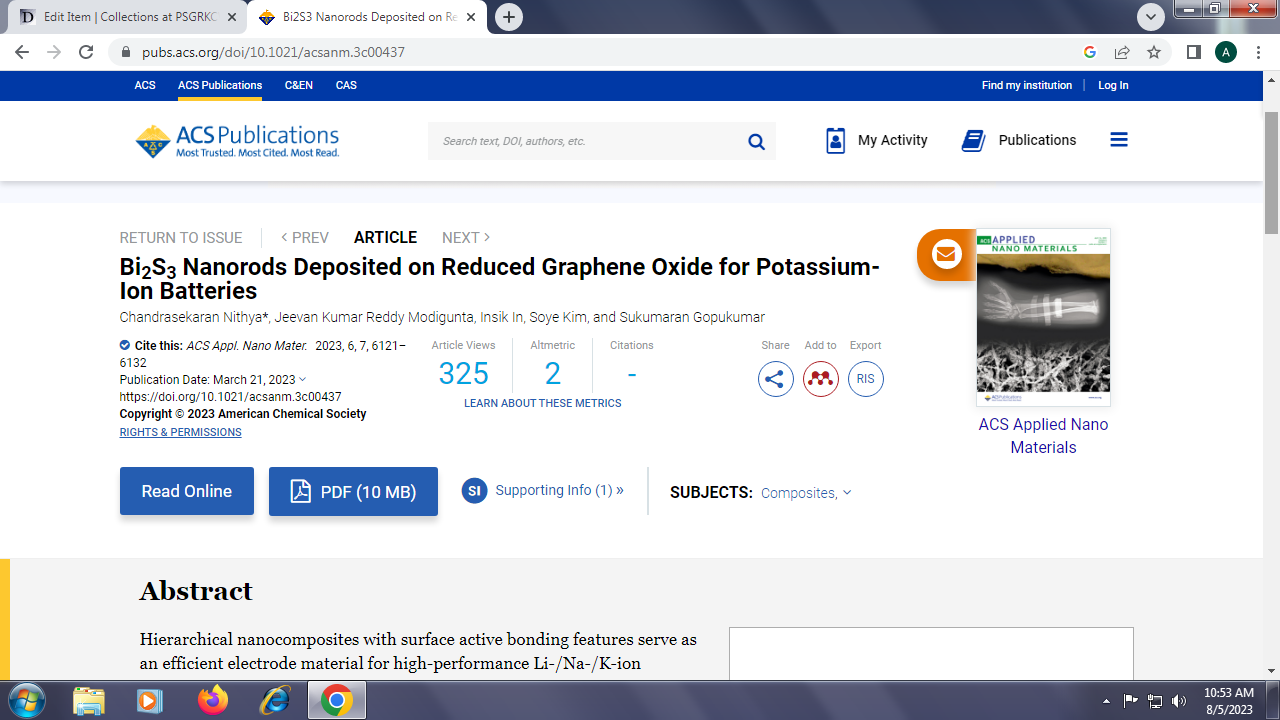 Edit Item | Collections at PSGRKC
Bi2S3 Nanorods Deposited on Re
pubs.acs.org/doi/10.1021/acsanm.3c00437
A
ACS ACS Publications C&EN CAS Find my institution Log In
ACS Publications
Most Trusted. Most Cited. Most Read.
Search text, DOI, authors, etc.
My Activity
Publications
RETURN TO ISSUE
< PREV ARTICLE NEXT >
Bi2S3 Nanorods Deposited on Reduced Graphene Oxide for Potassium-
Ion Batteries
Chandrasekaran Nithya*, Jeevan Kumar Reddy Modigunta, Insik In, Soye Kim, and Sukumaran Gopukumar
Cite this: ACS Appl. Nano Mater. 2023, 6, 7, 6121–
6132
Publication Date: March 21, 2023
https://doi.org/10.1021/acsanm.3c00437
Copyright © 2023 American Chemical Society
RIGHTS & PERMISSIONS
Article Views Altmetric Citations
325 2 -
LEARN ABOUT THESE METRICS
Share Add to Export
RIS
ACS APPLIED
NANO MATERIALS
ACS Applied Nano
Materials
Read Online
PDF (10 MB)
SI Supporting Info (1) »
SUBJECTS: Composites,
Abstract
Hierarchical nanocomposites with surface active bonding features serve as
an efficient electrode material for high-performance Li-/Na-/K-ion
10:53 AM
8/5/2023